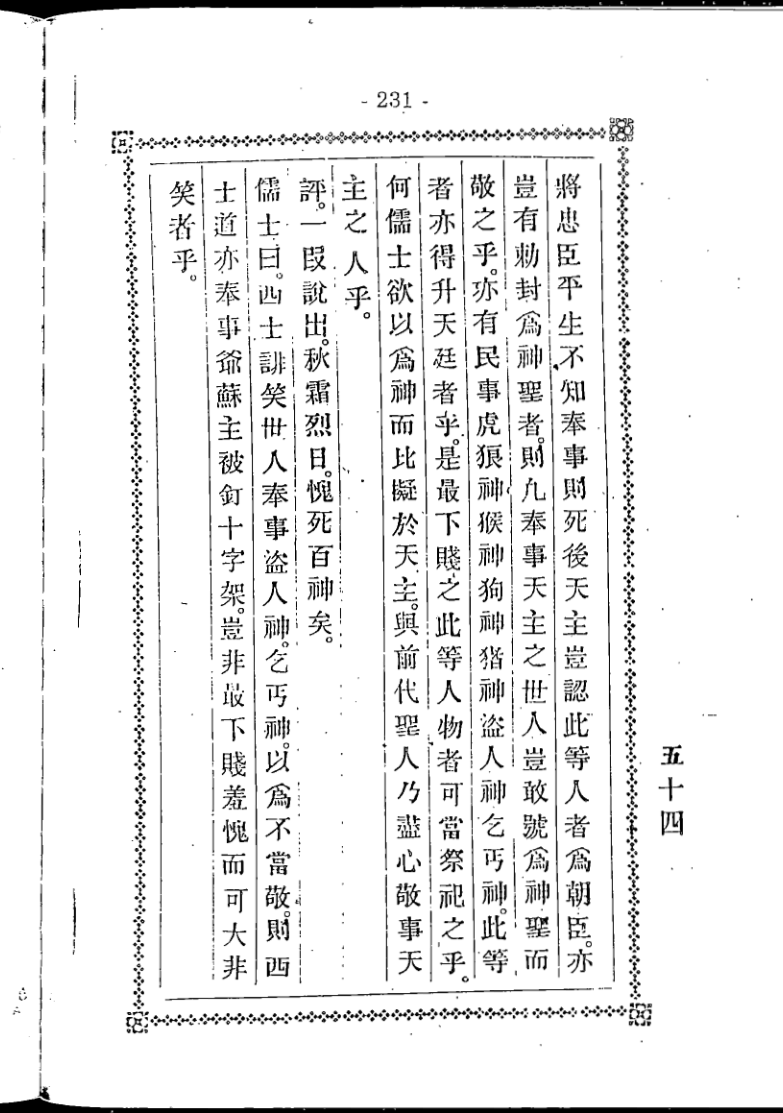 - 231 -
五十四
將忠臣平生不知奉事則死後天主豈認此等人者爲朝臣。亦
豈有勅封爲神聖者。則凢奉事天主之世人豈敢號爲神聖而
敬之乎。亦有民事虎狼神猴神狗神猪神盜人神乞丐神。此等
者亦得升天廷者乎。是最下賤之此等人物者可當祭祀之乎。
何儒士欲以爲神而比擬於天主。與前代聖人乃盡心敬事天
主之人乎。
評。一段說出。秋霜烈日。愧死百神矣。
儒士曰。西士誹笑世人奉事盜人神。乞丐神。以爲不當敬。則西
士道亦奉事爺蘇主被釘十字架。豈非最下賤羞愧而可大非
笑者乎。